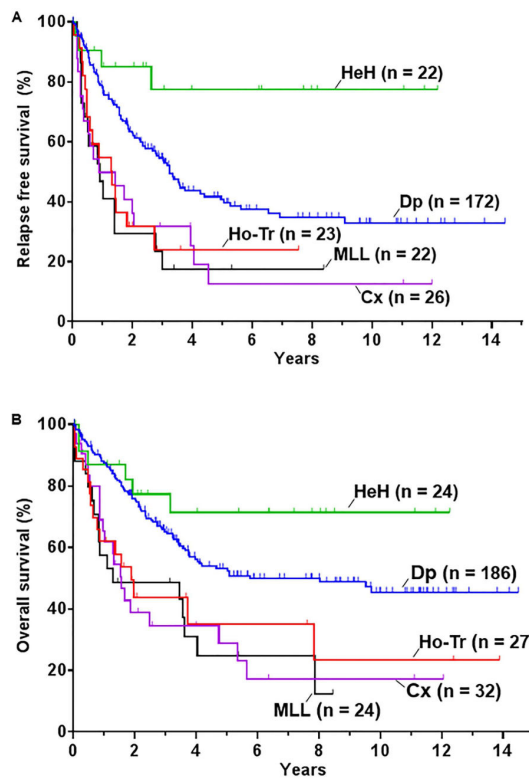 A
Relapse free survival (%)
100
80
60
40
20
0
HeH (n = 22)
Dp (n = 172)
Ho-Tr (n = 23)
MLL (n = 22)
Cx (n = 26)
0 2 4 6 8 10 12 14
Years
B
Overall survival (%)
100
80
60
40
20
0
HeH (n = 24)
Dp (n = 186)
Ho-Tr (n = 27)
Cx (n = 32)
MLL (n = 24)
0 2 4 6 8 10 12 14
Years